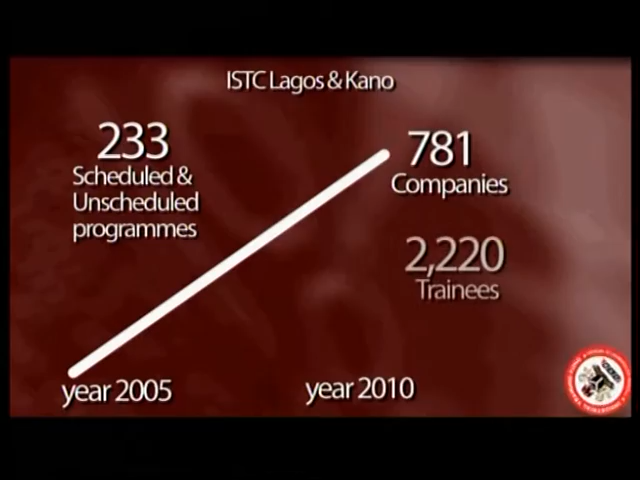 ISTC Lagos & Kano
233
Scheduled &
Unscheduled
programmes
781
Companies
2,220
Trainees
year 2005
year 2010